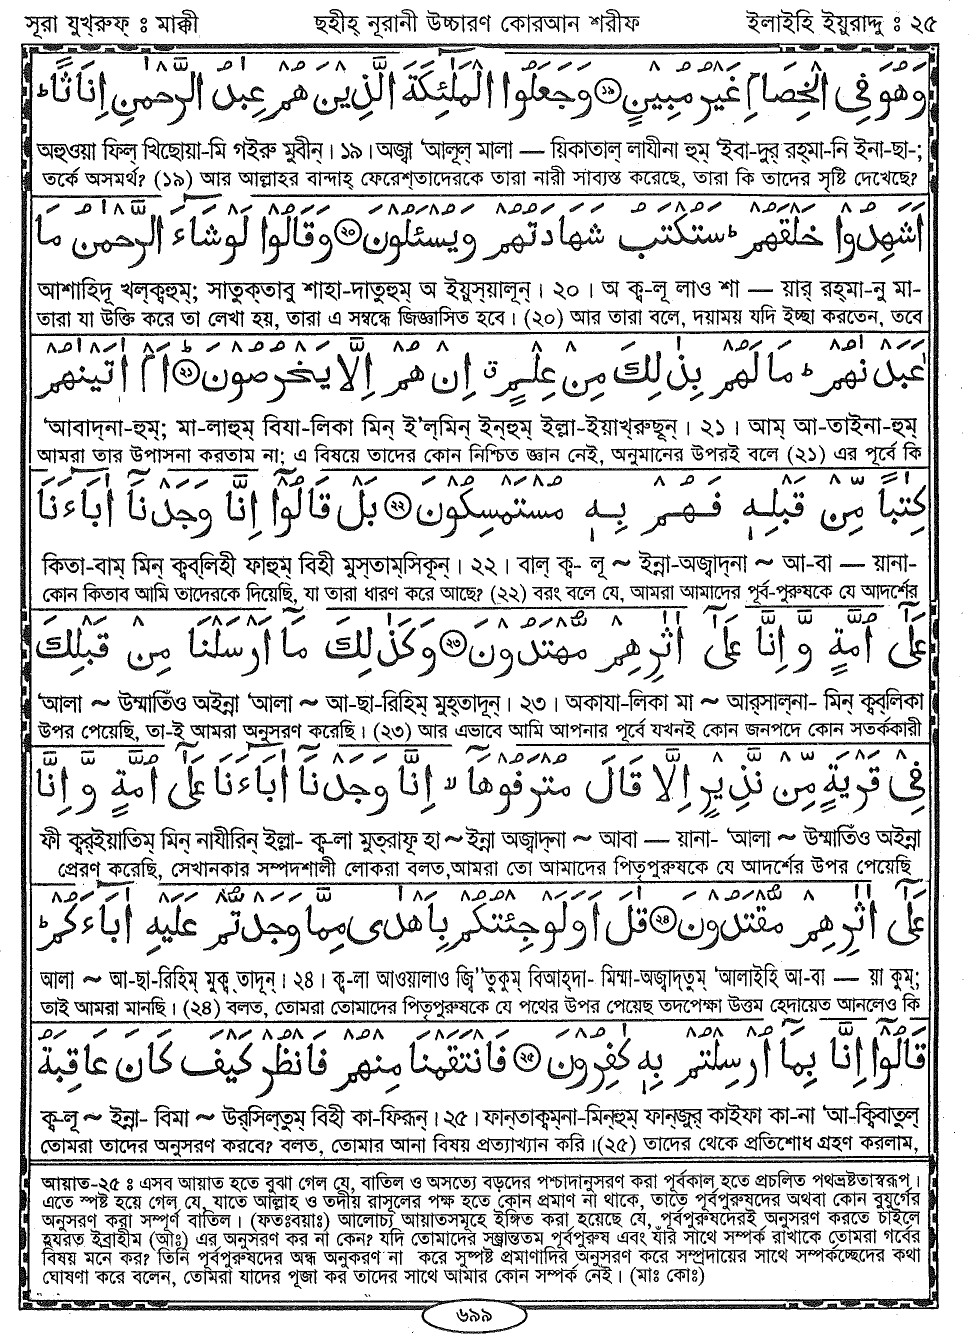 সূরা যুখ্রুফ্ : মাক্কী ছহীহ্ নূরানী উচ্চারণ কোরআন শরীফ ইলাইহি ইয়ুরাদ্দু : ২৫
وَهُوَ فِي الْخِصَامِ غَيْرُ مُبِينٍ ⑲ وَجَعَلُوا الْمَلٰٓئِكَةَ الَّذِينَ هُمْ عِبٰدُ الرَّحْمٰنِ إِنَاثًا ط
অহুওয়া ফিল্ খিছোয়া-মি গইরু মুবীন্। ১৯। অজ্বা 'আলূল্ মালা — য়িকাতাল্ লাযীনা হুম্ 'ইবা-দুর্ রহ্মা-নি ইনা-ছা-;
তর্কে অসমর্থ? (১৯) আর আল্লাহর বান্দাহ্ ফেরেশ্তাদেরকে তারা নারী সাব্যস্ত করেছে, তারা কি তাদের সৃষ্টি দেখেছে?
أَشَهِدُوا خَلْقَهُمْ ط سَتُكْتَبُ شَهَادَتُهُمْ وَيُسْـَٔلُونَ ⑳ وَقَالُوا لَوْ شَآءَ الرَّحْمٰنُ مَا
আশাহিদূ খল্ক্বহুম্; সাতুক্তাবু শাহা-দাতুহুম্ অ ইয়ুস্য়ালূন্। ২০। অ ক্ব-লূ লাও শা — য়ার্ রহ্মা-নু মা-
তারা যা উক্তি করে তা লেখা হয়, তারা এ সম্বন্ধে জিজ্ঞাসিত হবে। (২০) আর তারা বলে, দয়াময় যদি ইচ্ছা করতেন, তবে
عَبَدْنٰهُمْ ط مَا لَهُمْ بِذٰلِكَ مِنْ عِلْمٍ ق إِنْ هُمْ إِلَّا يَخْرُصُونَ ㉑ ط أَمْ اٰتَيْنٰهُمْ
'আবাদ্না-হুম্; মা-লাহুম্ বিযা-লিকা মিন্ ই'ল্মিন্ ইন্হুম্ ইল্লা-ইয়াখ্রুছূন্। ২১। আম্ আ-তাইনা-হুম্
আমরা তার উপাসনা করতাম না; এ বিষয়ে তাদের কোন নিশ্চিত জ্ঞান নেই, অনুমানের উপরই বলে (২১) এর পূর্বে কি
كِتٰبًا مِّنْ قَبْلِهِ فَهُمْ بِهِ مُسْتَمْسِكُونَ ㉒ بَلْ قَالُوٓا إِنَّا وَجَدْنَآ اٰبَآءَنَا
কিতা-বাম্ মিন্ ক্বব্লিহী ফাহুম্ বিহী মুস্তাম্সিকূন্। ২২। বাল্ ক্ব- লূ ~ ইন্না-অজ্বাদ্না ~ আ-বা — য়ানা-
কোন কিতাব আমি তাদেরকে দিয়েছি, যা তারা ধারণ করে আছে? (২২) বরং বলে যে, আমরা আমাদের পূর্ব-পুরুষকে যে আদর্শের
عَلٰٓى أُمَّةٍ وَّإِنَّا عَلٰٓى اٰثٰرِهِمْ مُّهْتَدُونَ ㉓ وَكَذٰلِكَ مَآ أَرْسَلْنَا مِنْ قَبْلِكَ
'আলা ~ উম্মাতিঁও অইন্না 'আলা ~ আ-ছা-রিহিম্ মুহ্তাদূন্। ২৩। অকাযা-লিকা মা ~ আর্সাল্না- মিন্ ক্বব্লিকা
উপর পেয়েছি, তা-ই আমরা অনুসরণ করেছি। (২৩) আর এভাবে আমি আপনার পূর্বে যখনই কোন জনপদে কোন সতর্ককারী
فِي قَرْيَةٍ مِّنْ نَّذِيرٍ إِلَّا قَالَ مُتْرَفُوهَآ لا إِنَّا وَجَدْنَآ اٰبَآءَنَا عَلٰٓى أُمَّةٍ وَّإِنَّا
ফী ক্বর্ইয়াতিম্ মিন্ নাযীরিন্ ইল্লা- ক্ব-লা মুত্রাফূ হা ~ ইন্না অজ্বাদ্না ~ আবা — য়ানা- 'আলা ~ উম্মাতিঁও অইন্না
প্রেরণ করেছি, সেখানকার সম্পদশালী লোকরা বলত,আমরা তো আমাদের পিতৃপুরুষকে যে আদর্শের উপর পেয়েছি
عَلٰٓى اٰثٰرِهِمْ مُّقْتَدُونَ ㉔ قٰلَ أَوَلَوْ جِئْتُكُمْ بِأَهْدٰى مِمَّا وَجَدْتُّمْ عَلَيْهِ اٰبَآءَكُمْ ط
আলা ~ আ-ছা-রিহিম্ মুক্ব্ তাদূন্। ২৪। ক্ব-লা আওয়ালাও জ্বি"তুকুম্ বিআহ্দা- মিম্মা-অজ্বাদ্তুম্ 'আলাইহি আ-বা — য়া কুম্;
তাই আমরা মানছি। (২৪) বলত, তোমরা তোমাদের পিতৃপুরুষকে যে পথের উপর পেয়েছ তদপেক্ষা উত্তম হেদায়েত আনলেও কি
قَالُوٓا إِنَّا بِمَآ أُرْسِلْتُمْ بِهِ كٰفِرُونَ ㉕ فَانْتَقَمْنَا مِنْهُمْ فَانْظُرْ كَيْفَ كَانَ عَاقِبَةُ
ক্ব-লূ ~ ইন্না- বিমা ~ উর্সিল্তুম্ বিহী কা-ফিরূন্। ২৫। ফান্তাক্বম্না-মিন্হুম্ ফান্জুর্ কাইফা কা-না 'আ-ক্বিবাতুল্
তোমরা তাদের অনুসরণ করবে? বলত, তোমার আনা বিষয় প্রত্যাখ্যান করি।(২৫) তাদের থেকে প্রতিশোধ গ্রহণ করলাম,
আয়াত-২৫ : এসব আয়াত হতে বুঝা গেল যে, বাতিল ও অসত্যে বড়দের পশ্চাদানুসরণ করা পূর্বকাল হতে প্রচলিত পথভ্রষ্টতাস্বরূপ।
এতে স্পষ্ট হয়ে গেল যে, যাতে আল্লাহ ও তদীয় রাসূলের পক্ষ হতে কোন প্রমাণ না থাকে, তাতে পূর্বপুরুষদের অথবা কোন বুযুর্গের
অনুসরণ করা সম্পূর্ণ বাতিল। (ফতঃবয়াঃ) আলোচ্য আয়াতসমূহে ইঙ্গিত করা হয়েছে যে, পূর্বপুরুষদেরই অনুসরণ করতে চাইলে
হযরত ইব্রাহীম (আঃ) এর অনুসরণ কর না কেন? যদি তোমাদের সম্ভ্রান্ততম পূর্বপুরুষ এবং যাঁর সাথে সম্পর্ক রাখাকে তোমরা গর্বের
বিষয় মনে কর? তিনি পূর্বপুরুষদের অন্ধ অনুকরণ না করে সুস্পষ্ট প্রমাণাদির অনুসরণ করে সম্প্রদায়ের সাথে সম্পর্কচ্ছেদের কথা
ঘোষণা করে বলেন, তোমরা যাদের পূজা কর তাদের সাথে আমার কোন সম্পর্ক নেই। (মাঃ কোঃ)
৬৯৯